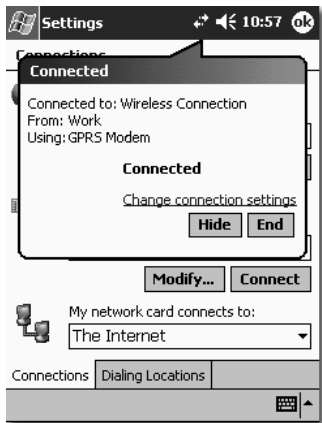 Settings 10:57 ok
Connections
Connected
Connected to: Wireless Connection
From: Work
Using: GPRS Modem
Connected
Change connection settings
Hide End
Modify... Connect
My network card connects to:
The Internet
Connections Dialing Locations